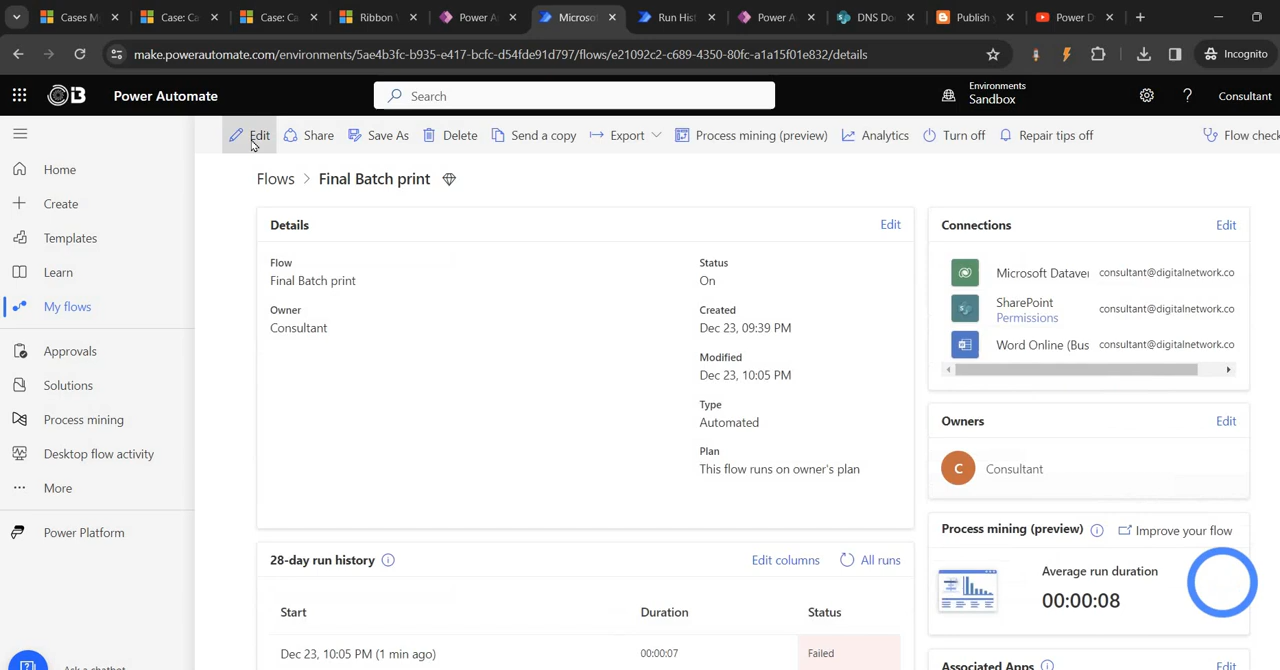 Cases M
Case: Ca
Case: Ca
Ribbon
Power A
Microso
Run His
Power A
DNS Do
Publish
Power D
make.powerautomate.com/environments/5ae4b3fc-b935-e417-bcfc-d54fde91d797/flows/e21092c2-c689-4350-80fc-a1a15f01e832/details
Incognito
Power Automate
Search
Environments
Sandbox
Consultant
Edit
Share
Save As
Delete
Send a copy
Export
Process mining (preview)
Analytics
Turn off
Repair tips off
Flow check
Home
Create
Templates
Learn
My flows
Approvals
Solutions
Process mining
Desktop flow activity
More
Power Platform
Ask a chatbot
Flows > Final Batch print
Details
Edit
Flow
Final Batch print
Owner
Consultant
Status
On
Created
Dec 23, 09:39 PM
Modified
Dec 23, 10:05 PM
Type
Automated
Plan
This flow runs on owner's plan
28-day run history
Edit columns
All runs
Start
Duration
Status
Dec 23, 10:05 PM (1 min ago)
00:00:07
Failed
Connections
Edit
Microsoft Dataver
consultant@digitalnetwork.co
SharePoint
Permissions
consultant@digitalnetwork.co
Word Online (Bus
consultant@digitalnetwork.co
Owners
Edit
C
Consultant
Process mining (preview)
Improve your flow
Average run duration
00:00:08
Associated Apps
Edit